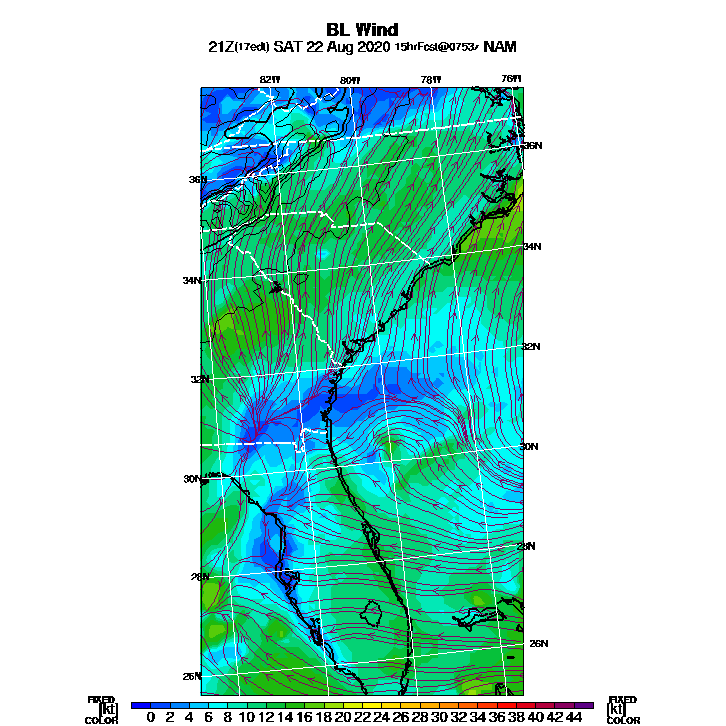 BL Wind
21Z(17edt) SAT 22 Aug 2020 15hrFcst@0753z NAM
82W 80W 78W 76W
36N 36N
34N 34N
32N 32N
30N 30N
28N 28N
26N 26N
FIXED FIXED
[kt] 0 2 4 6 8 10 12 14 16 18 20 22 24 26 28 30 32 34 36 38 40 42 44 [kt]
COLOR COLOR